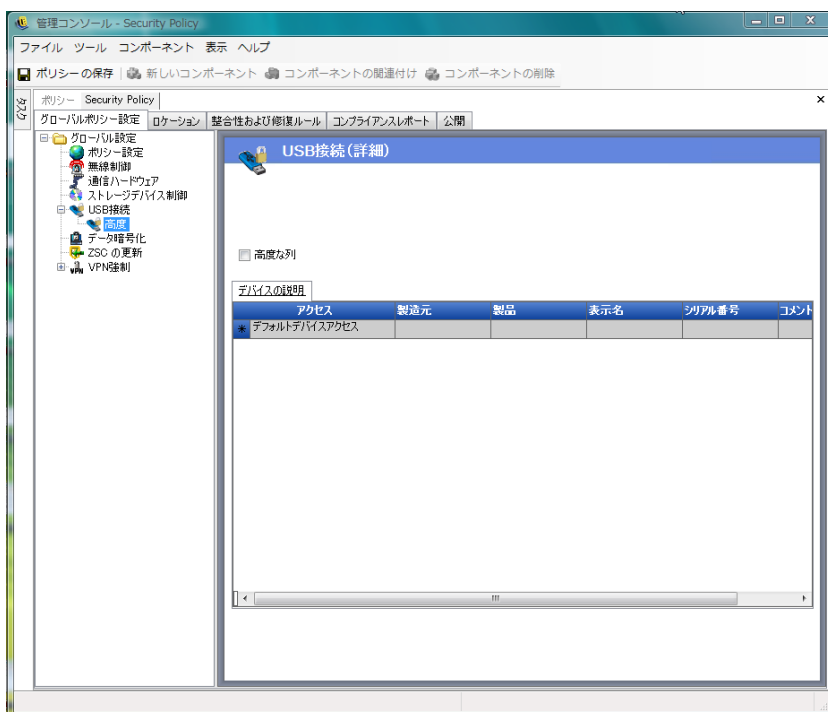 管理コンソール - Security Policy
ファイル ツール コンポーネント 表示 ヘルプ
ポリシーの保存 新しいコンポーネント コンポーネントの関連付け コンポーネントの削除
タスク
ポリシー Security Policy
グローバルポリシー設定 ロケーション 整合性および修復ルール コンプライアンスレポート 公開
グローバル設定
ポリシー設定
無線制御
通信ハードウェア
ストレージデバイス制御
USB接続
高度
データ暗号化
ZSC の更新
VPN強制
USB接続(詳細)
高度な列
デバイスの説明
アクセス 製造元 製品 表示名 シリアル番号 コメント
デフォルトデバイスアクセス